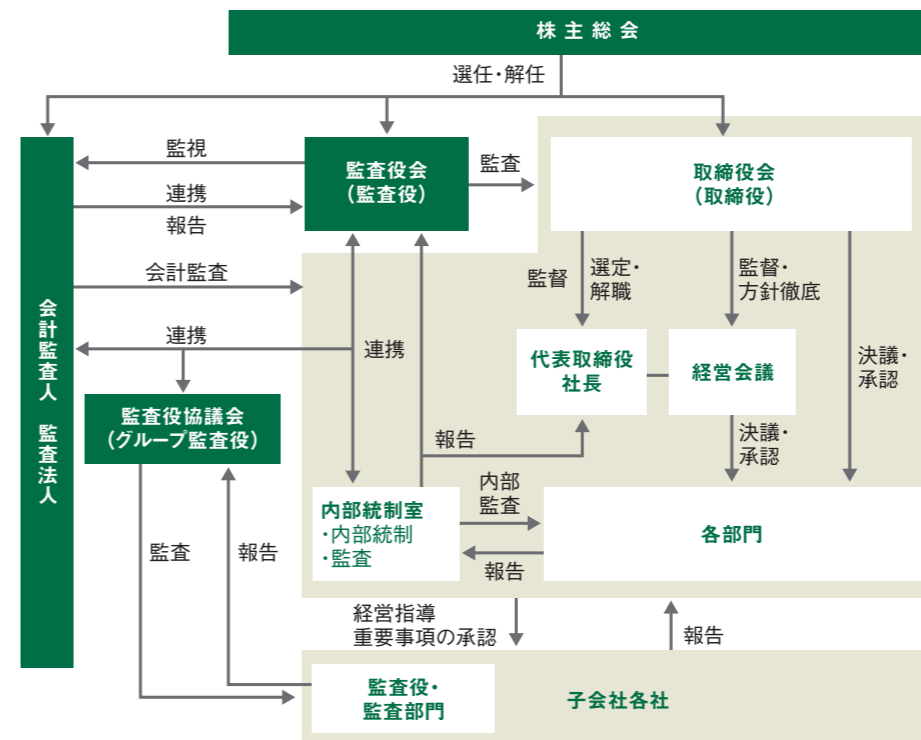 株主総会
選任・解任
監視
連携
報告
会計監査
連携
会計監査人 監査法人
監査役会
（監査役）
監査
取締役会
（取締役）
監督
選定・
解職
監督・
方針徹底
決議・
承認
連携
代表取締役
社長
経営会議
監査役協議会
（グループ監査役）
報告
決議・
承認
内部統制室
・内部統制
・監査
内部
監査
報告
各部門
監査
報告
経営指導
重要事項の承認
報告
監査役・
監査部門
子会社各社